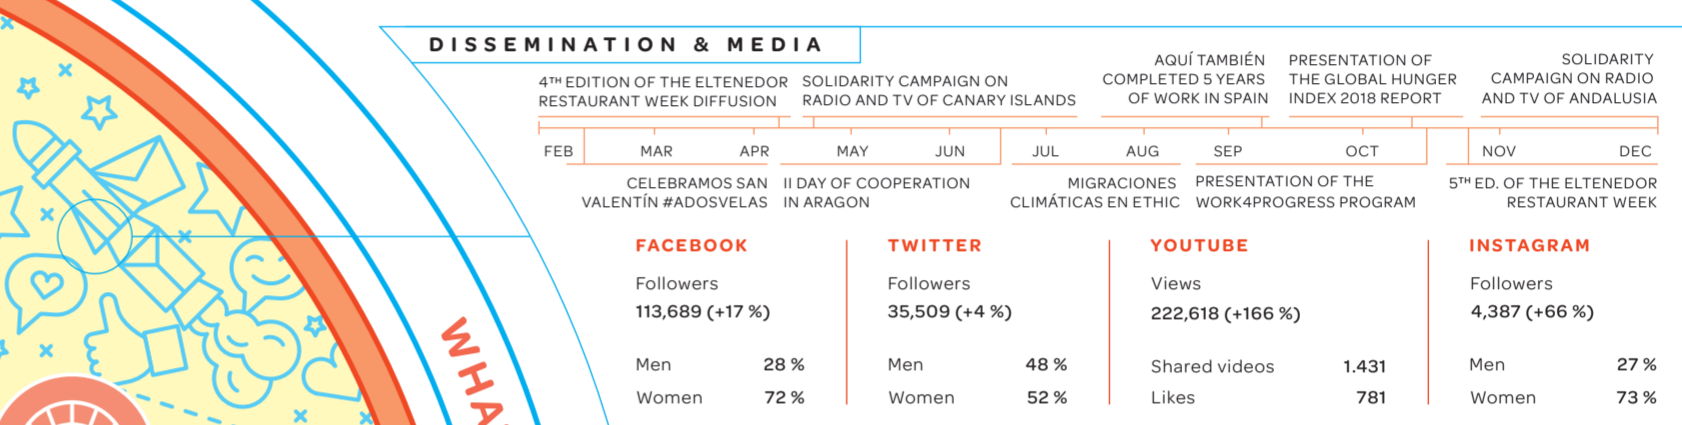 DISSEMINATION & MEDIA
4TH EDITION OF THE ELTENEDOR
RESTAURANT WEEK DIFFUSION
SOLIDARITY CAMPAIGN ON
RADIO AND TV OF CANARY ISLANDS
AQUÍ TAMBIÉN
COMPLETED 5 YEARS
OF WORK IN SPAIN
PRESENTATION OF
THE GLOBAL HUNGER
INDEX 2018 REPORT
SOLIDARITY
CAMPAIGN ON RADIO
AND TV OF ANDALUSIA
FEB MAR APR MAY JUN JUL AUG SEP OCT NOV DEC
CELEBRAMOS SAN
VALENTÍN #ADOSVELAS
II DAY OF COOPERATION
IN ARAGON
MIGRACIONES
CLIMÁTICAS EN ETHIC
PRESENTATION OF THE
WORK4PROGRESS PROGRAM
5TH ED. OF THE ELTENEDOR
RESTAURANT WEEK
FACEBOOK
Followers
113,689 (+17 %)
Men 28 %
Women 72 %
TWITTER
Followers
35,509 (+4 %)
Men 48 %
Women 52 %
YOUTUBE
Views
222,618 (+166 %)
Shared videos 1.431
Likes 781
INSTAGRAM
Followers
4,387 (+66 %)
Men 27 %
Women 73 %
WHA